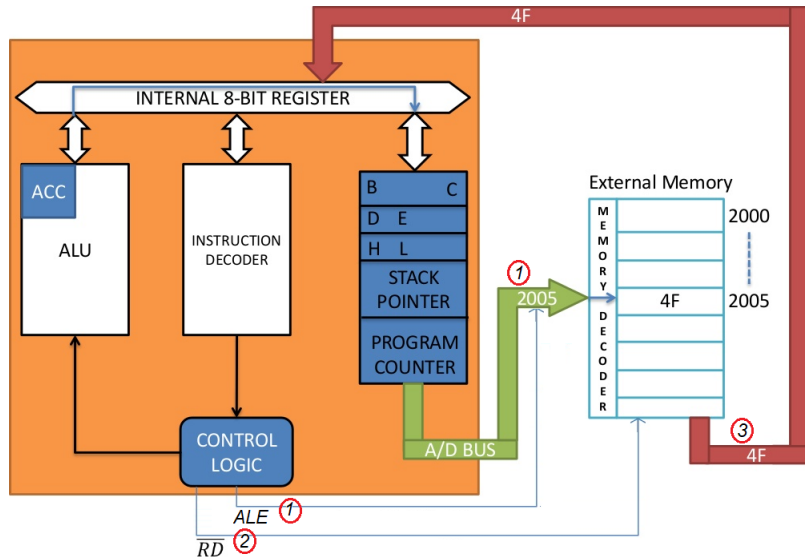 4F
INTERNAL 8-BIT REGISTER
ACC
ALU
INSTRUCTION
DECODER
B C
D E
H L
STACK
POINTER
PROGRAM
COUNTER
CONTROL
LOGIC
A/D BUS
1
2005
External Memory
MEMORY DECODER
4F
2000
2005
3
4F
ALE 1
R̅D̅ 2